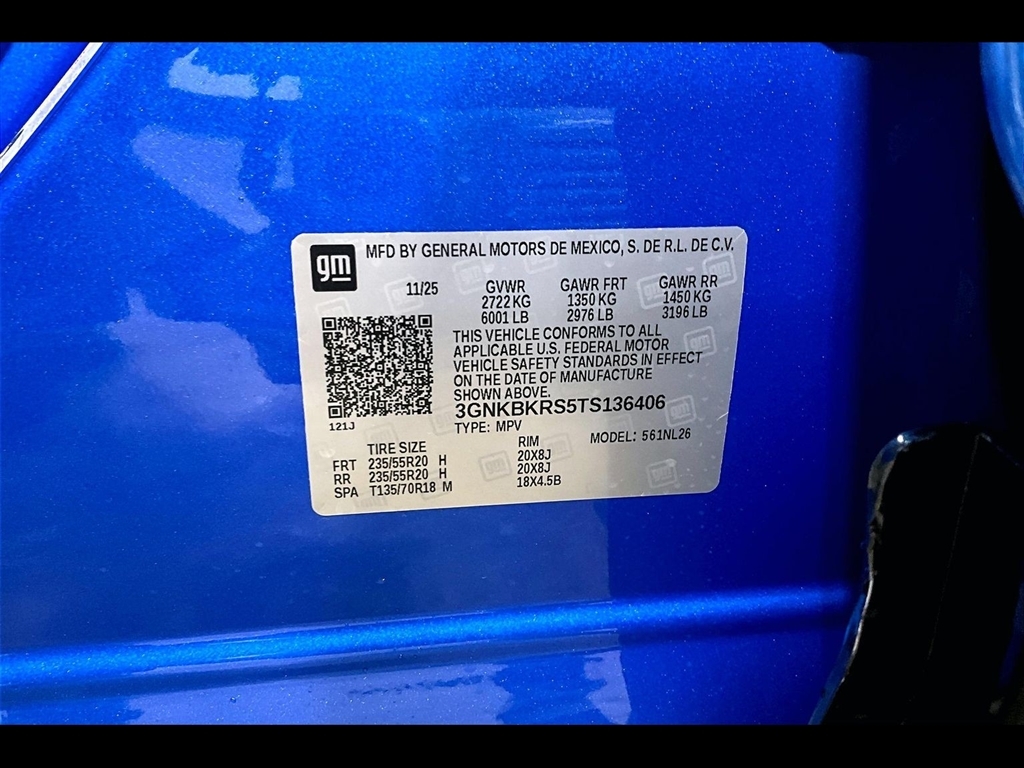 gm MFD BY GENERAL MOTORS DE MEXICO, S. DE R.L. DE C.V.
11/25 GVWR GAWR FRT GAWR RR
2722 KG 1350 KG 1450 KG
6001 LB 2976 LB 3196 LB
THIS VEHICLE CONFORMS TO ALL
APPLICABLE U.S. FEDERAL MOTOR
VEHICLE SAFETY STANDARDS IN EFFECT
ON THE DATE OF MANUFACTURE
SHOWN ABOVE.
3GNKBKRS5TS136406
121J
TYPE: MPV MODEL: 561NL26
TIRE SIZE RIM
FRT 235/55R20 H 20X8J
RR 235/55R20 H 20X8J
SPA T135/70R18 M 18X4.5B